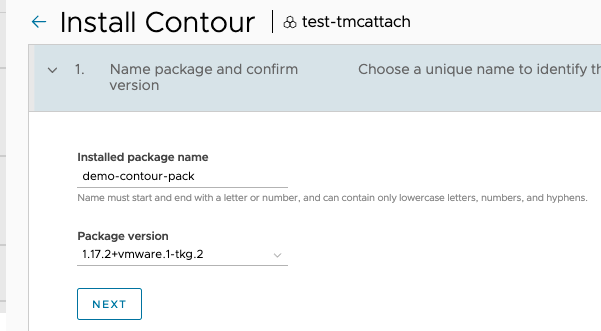 Install Contour test-tmcattach
1. Name package and confirm version Choose a unique name to identify th
Installed package name
demo-contour-pack
Name must start and end with a letter or number, and can contain only lowercase letters, numbers, and hyphens.
Package version
1.17.2+vmware.1-tkg.2
NEXT